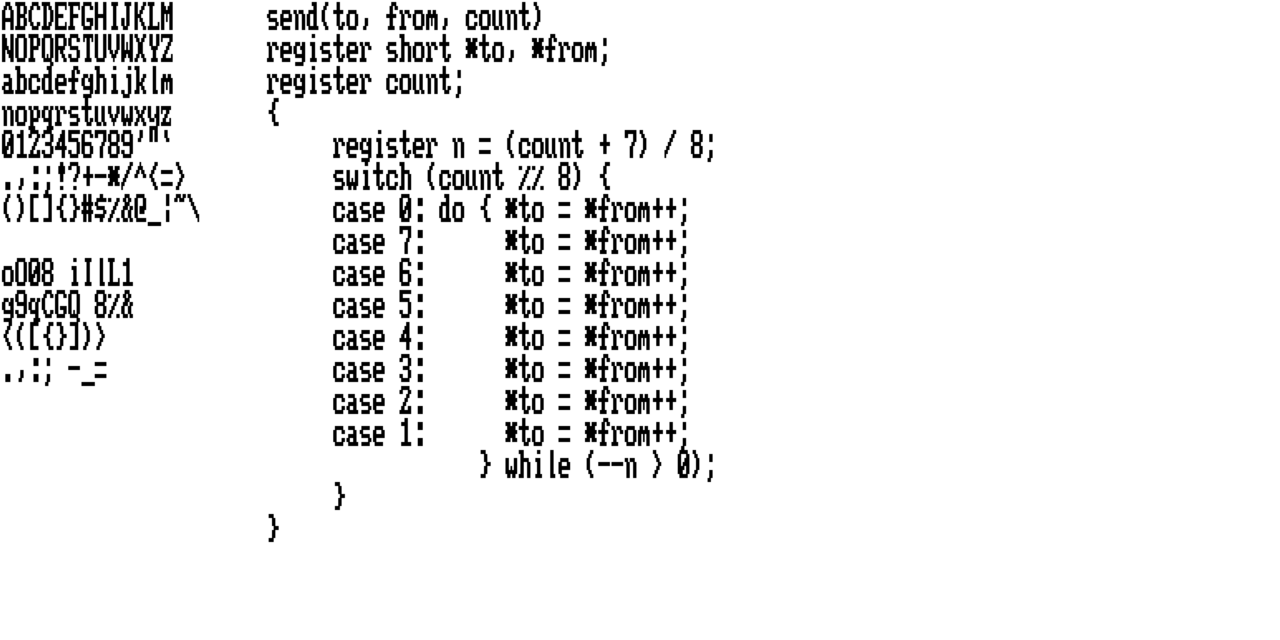 ABCDEFGHIJKLM
NOPQRSTUVWXYZ
abcdefghijklm
nopqrstuvwxyz
0123456789'"`
.,:;!?+-*/^<=>
()[]{}#$%&@_|~\
oO08 iIlL1
g9qCGQ 8%&
<([{}])>
.,:; -_=
send(to, from, count)
register short *to, *from;
register count;
{
register n = (count + 7) / 8;
switch (count %% 8) {
case 0: do { *to = *from++;
case 7: *to = *from++;
case 6: *to = *from++;
case 5: *to = *from++;
case 4: *to = *from++;
case 3: *to = *from++;
case 2: *to = *from++;
case 1: *to = *from++;
} while (--n > 0);
}
}